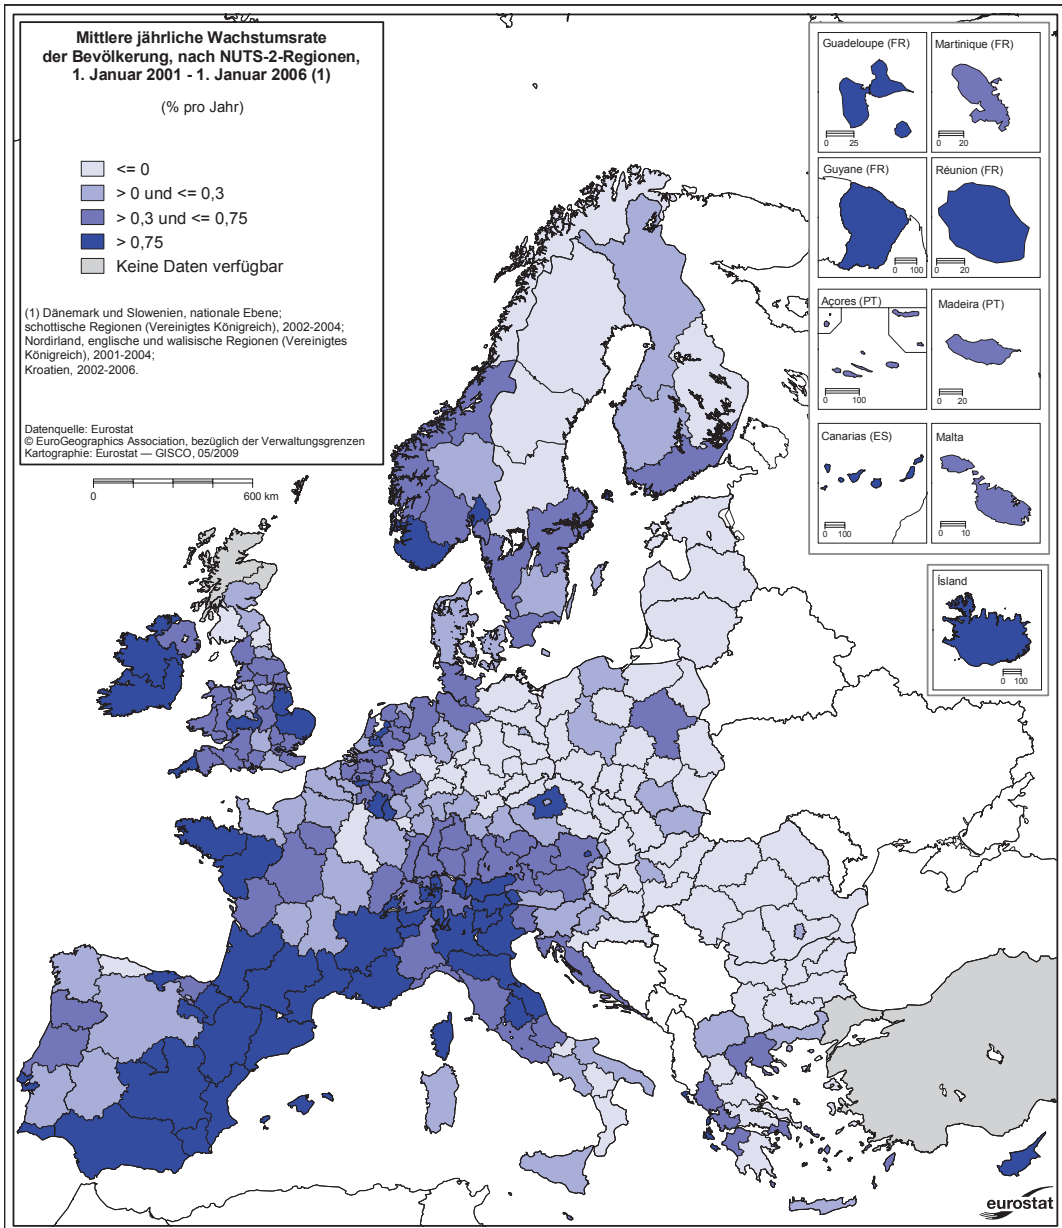 Mittlere jährliche Wachstumsrate
der Bevölkerung, nach NUTS-2-Regionen,
1. Januar 2001 - 1. Januar 2006 (1)
(% pro Jahr)
<= 0
> 0 und <= 0,3
> 0,3 und <= 0,75
> 0,75
Keine Daten verfügbar
(1) Dänemark und Slowenien, nationale Ebene;
schottische Regionen (Vereinigtes Königreich), 2002-2004;
Nordirland, englische und walisische Regionen (Vereinigtes
Königreich), 2001-2004;
Kroatien, 2002-2006.
Datenquelle: Eurostat
© EuroGeographics Association, bezüglich der Verwaltungsgrenzen
Kartographie: Eurostat — GISCO, 05/2009
0 600 km
Guadeloupe (FR)
0 25
Martinique (FR)
0 20
Guyane (FR)
0 100
Réunion (FR)
0 20
Açores (PT)
0 100
Madeira (PT)
0 20
Canarias (ES)
0 100
Malta
0 10
Ísland
0 100
eurostat